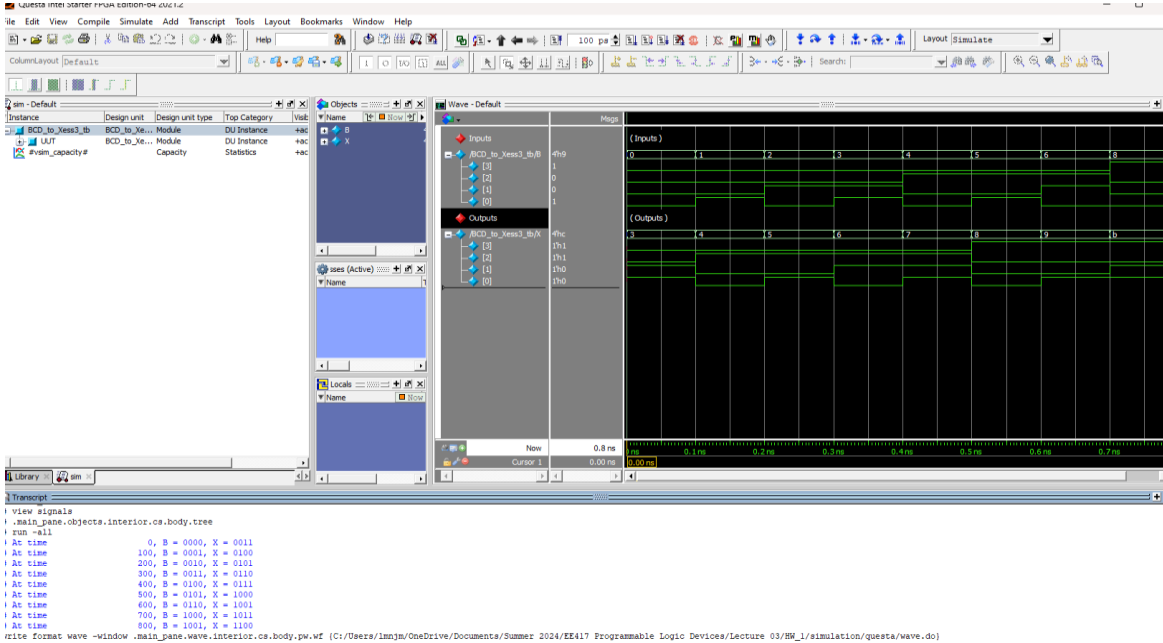 Questa Intel Starter FPGA Edition-64 2021.2
File Edit View Compile Simulate Add Transcript Tools Layout Bookmarks Window Help
Help 100 ps Layout Simulate
ColumnLayout Default Search:
sim - Default
Instance Design unit Design unit type Top Category Visib
BCD_to_Xess3_tb BCD_to_Xe... Module DU Instance +ac
UUT BCD_to_Xe... Module DU Instance +ac
#vsim_capacity# Capacity Statistics +ac
Objects
Name Now
B
X
sses (Active)
Name
Locals
Name Now
Wave - Default
Msgs
Inputs (Inputs)
/BCD_to_Xess3_tb/B 4'h9 0 1 2 3 4 5 6 8
[3] 1
[2] 0
[1] 0
[0] 1
Outputs (Outputs)
/BCD_to_Xess3_tb/X 4'hc 3 4 5 6 7 8 9 b
[3] 1'h1
[2] 1'h1
[1] 1'h0
[0] 1'h0
Now 0.8 ns ns 0.1 ns 0.2 ns 0.3 ns 0.4 ns 0.5 ns 0.6 ns 0.7 ns
Cursor 1 0.00 ns 0.00 ns
Library sim
Transcript
view signals
.main_pane.objects.interior.cs.body.tree
run -all
At time 0, B = 0000, X = 0011
At time 100, B = 0001, X = 0100
At time 200, B = 0010, X = 0101
At time 300, B = 0011, X = 0110
At time 400, B = 0100, X = 0111
At time 500, B = 0101, X = 1000
At time 600, B = 0110, X = 1001
At time 700, B = 1000, X = 1011
At time 800, B = 1001, X = 1100
write format wave -window .main_pane.wave.interior.cs.body.pw.wf {C:/Users/lmnjm/OneDrive/Documents/Summer 2024/EE417 Programmable Logic Devices/Lecture 03/HW_1/simulation/questa/wave.do}